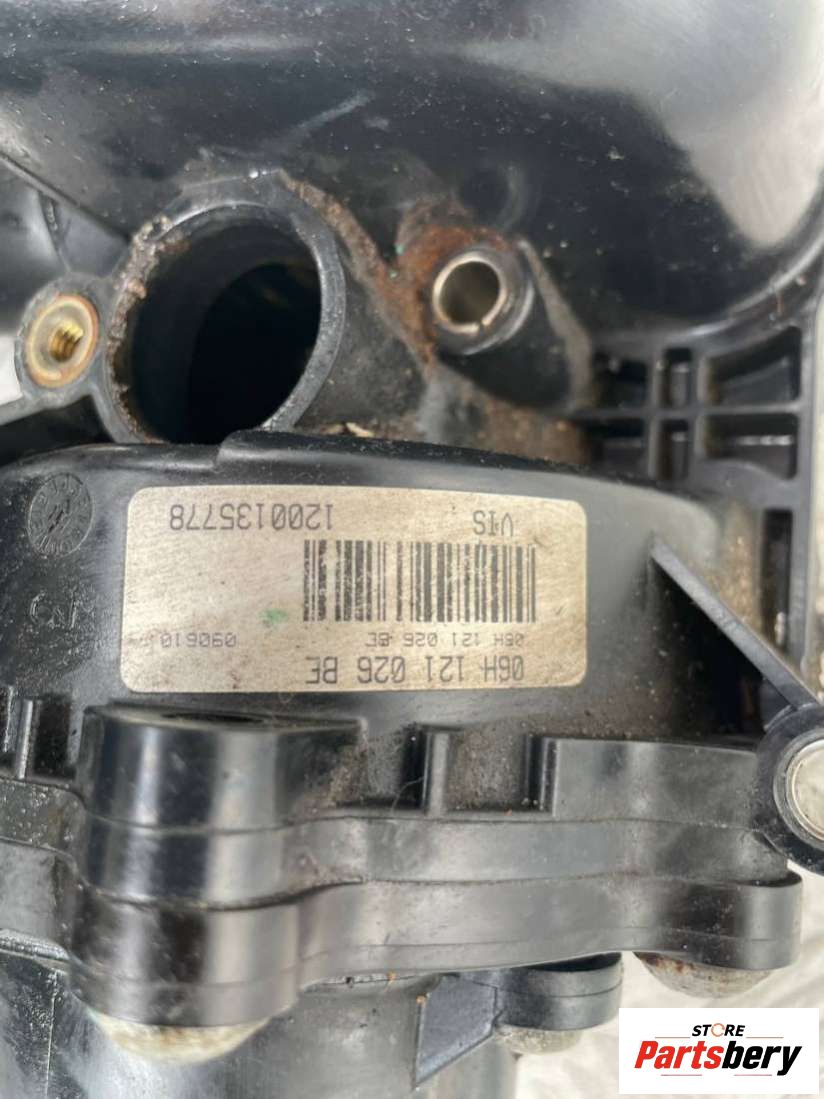 06H 121 026 BE
06H 121 026 BE 090610
VIS 1200135778
STORE
Partsbery